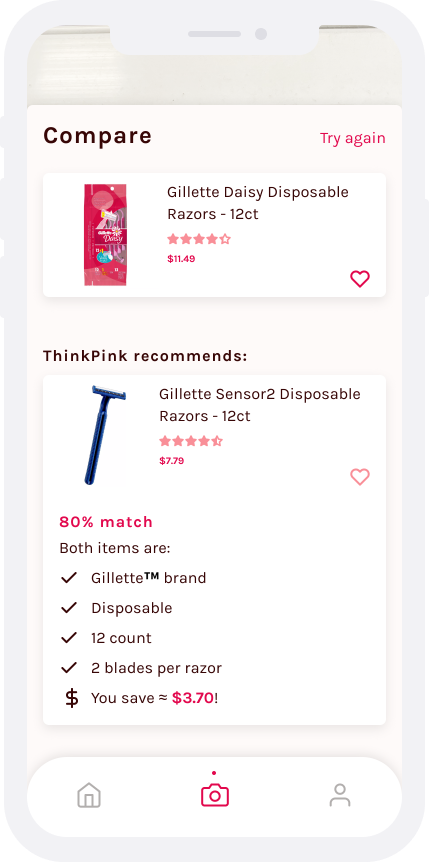 Compare
Try again
Gillette Daisy Disposable
Razors - 12ct
$11.49
ThinkPink recommends:
Gillette Sensor2 Disposable
Razors - 12ct
$7.79
80% match
Both items are:
Gillette™ brand
Disposable
12 count
2 blades per razor
You save ≈ $3.70!